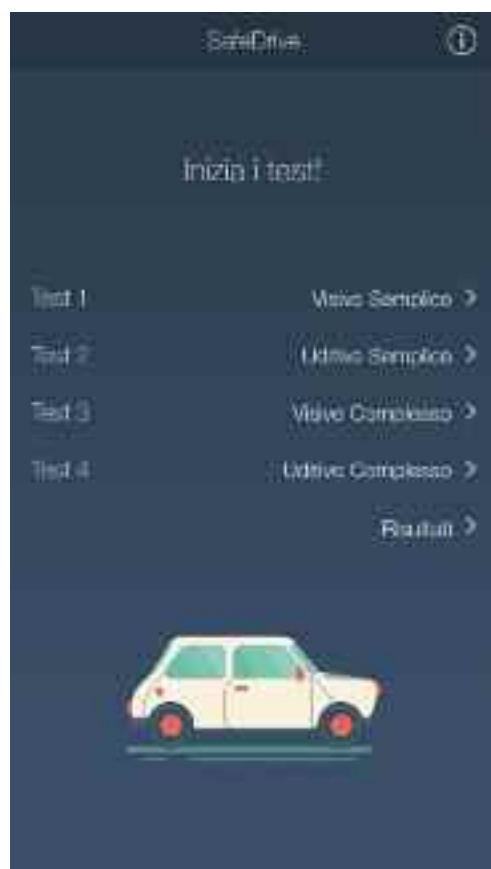 SafeDrive
Inizia i test!
Test 1 Visivo Semplice
Test 2 Uditivo Semplice
Test 3 Visivo Complesso
Test 4 Uditivo Complesso
Risultati